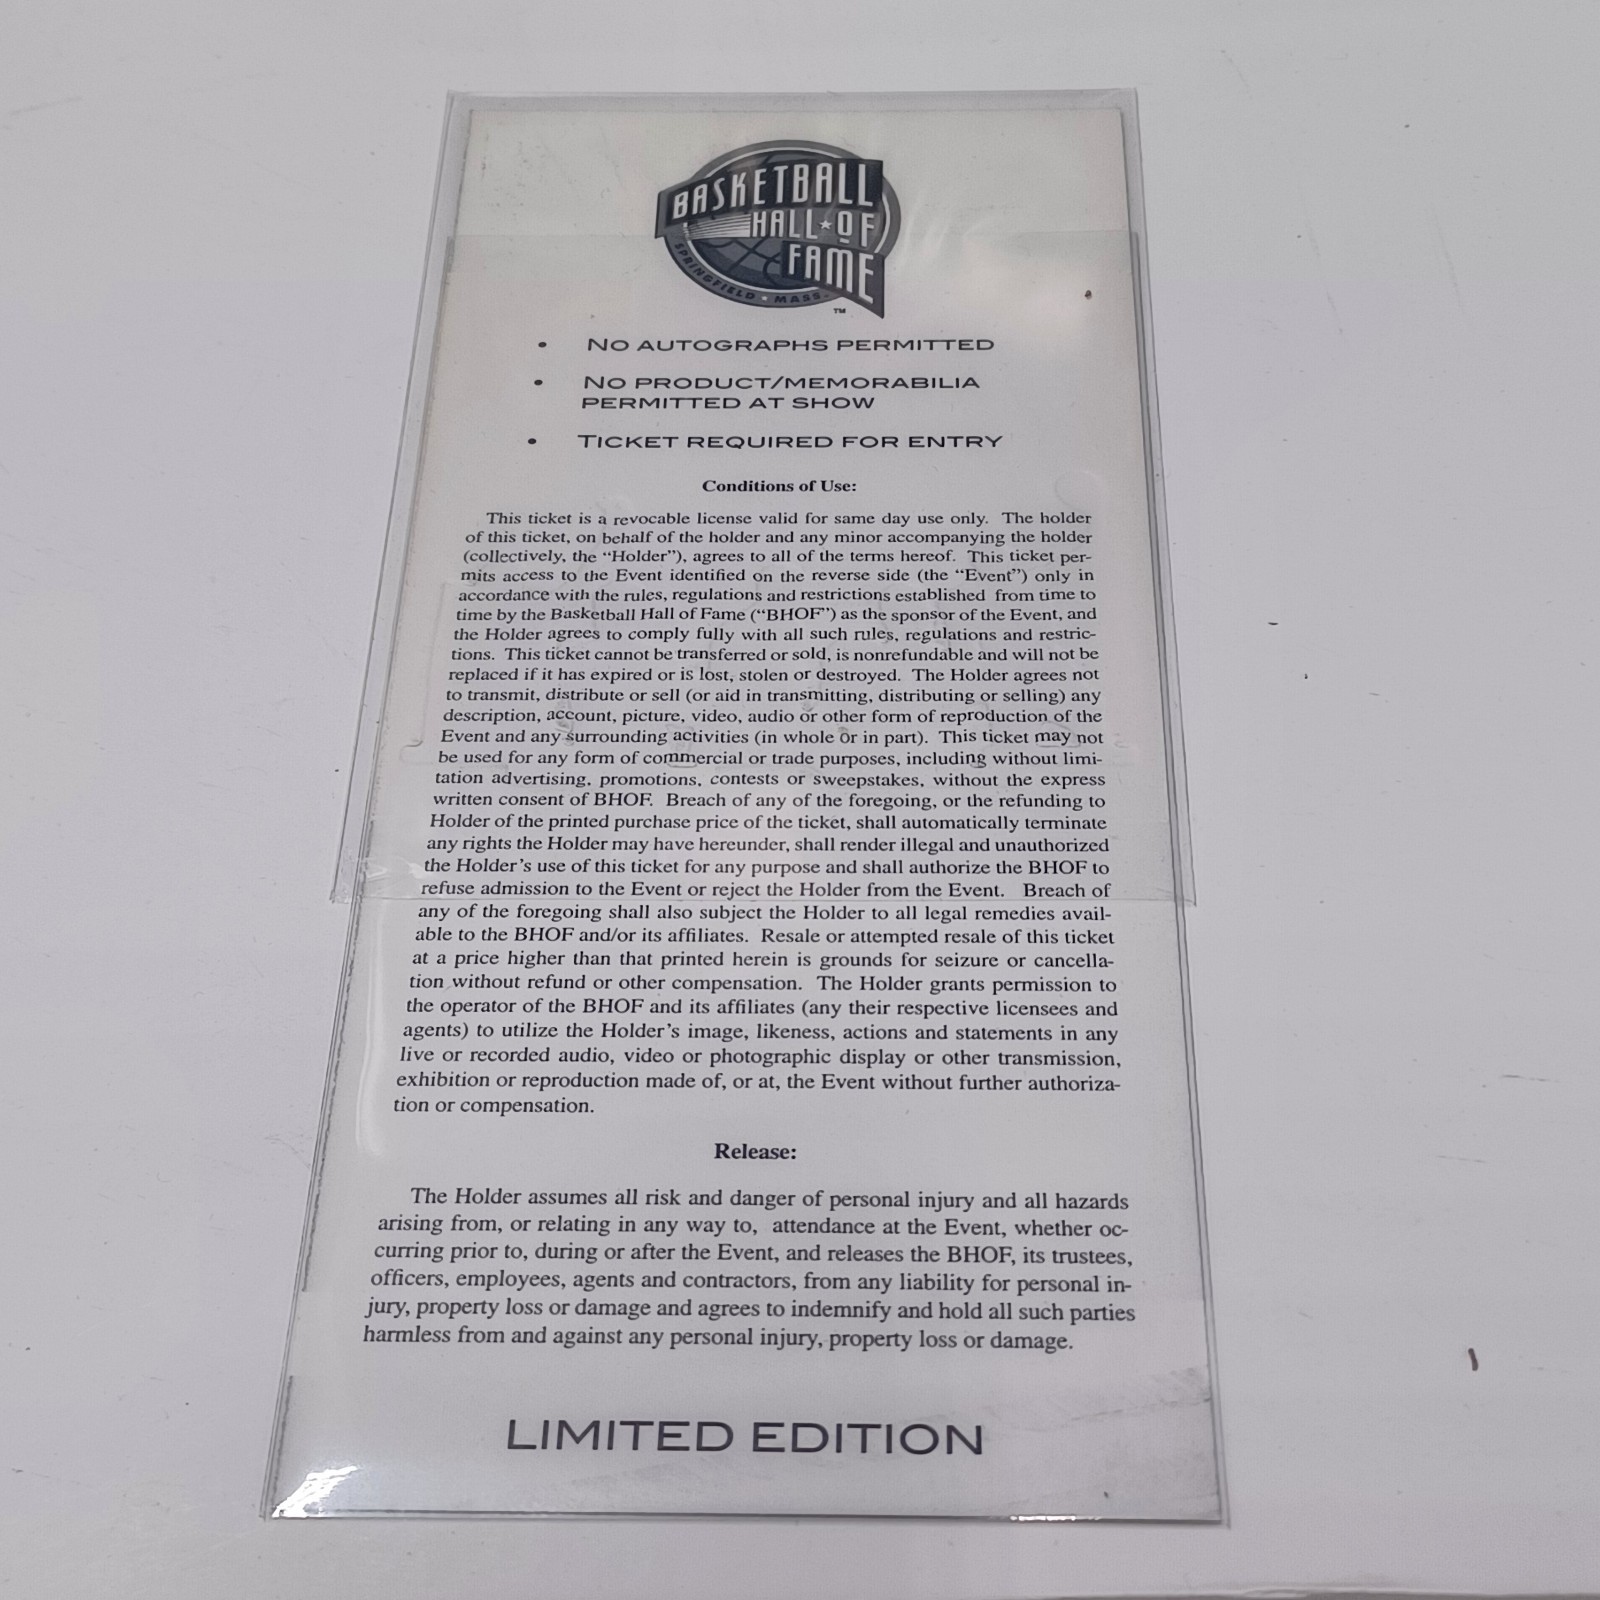 BASKETBALL
HALL★OF
FAME
SPRINGFIELD • MASS.
TM
• NO AUTOGRAPHS PERMITTED
• NO PRODUCT/MEMORABILIA
PERMITTED AT SHOW
• TICKET REQUIRED FOR ENTRY
Conditions of Use:
This ticket is a revocable license valid for same day use only. The holder
of this ticket, on behalf of the holder and any minor accompanying the holder
(collectively, the “Holder”), agrees to all of the terms hereof. This ticket per-
mits access to the Event identified on the reverse side (the “Event”) only in
accordance with the rules, regulations and restrictions established from time to
time by the Basketball Hall of Fame (“BHOF”) as the sponsor of the Event, and
the Holder agrees to comply fully with all such rules, regulations and restric-
tions. This ticket cannot be transferred or sold, is nonrefundable and will not be
replaced if it has expired or is lost, stolen or destroyed. The Holder agrees not
to transmit, distribute or sell (or aid in transmitting, distributing or selling) any
description, account, picture, video, audio or other form of reproduction of the
Event and any surrounding activities (in whole or in part). This ticket may not
be used for any form of commercial or trade purposes, including without limi-
tation advertising, promotions, contests or sweepstakes, without the express
written consent of BHOF. Breach of any of the foregoing, or the refunding to
Holder of the printed purchase price of the ticket, shall automatically terminate
any rights the Holder may have hereunder, shall render illegal and unauthorized
the Holder’s use of this ticket for any purpose and shall authorize the BHOF to
refuse admission to the Event or reject the Holder from the Event. Breach of
any of the foregoing shall also subject the Holder to all legal remedies avail-
able to the BHOF and/or its affiliates. Resale or attempted resale of this ticket
at a price higher than that printed herein is grounds for seizure or cancella-
tion without refund or other compensation. The Holder grants permission to
the operator of the BHOF and its affiliates (any their respective licensees and
agents) to utilize the Holder’s image, likeness, actions and statements in any
live or recorded audio, video or photographic display or other transmission,
exhibition or reproduction made of, or at, the Event without further authoriza-
tion or compensation.
Release:
The Holder assumes all risk and danger of personal injury and all hazards
arising from, or relating in any way to, attendance at the Event, whether oc-
curring prior to, during or after the Event, and releases the BHOF, its trustees,
officers, employees, agents and contractors, from any liability for personal in-
jury, property loss or damage and agrees to indemnify and hold all such parties
harmless from and against any personal injury, property loss or damage.
LIMITED EDITION